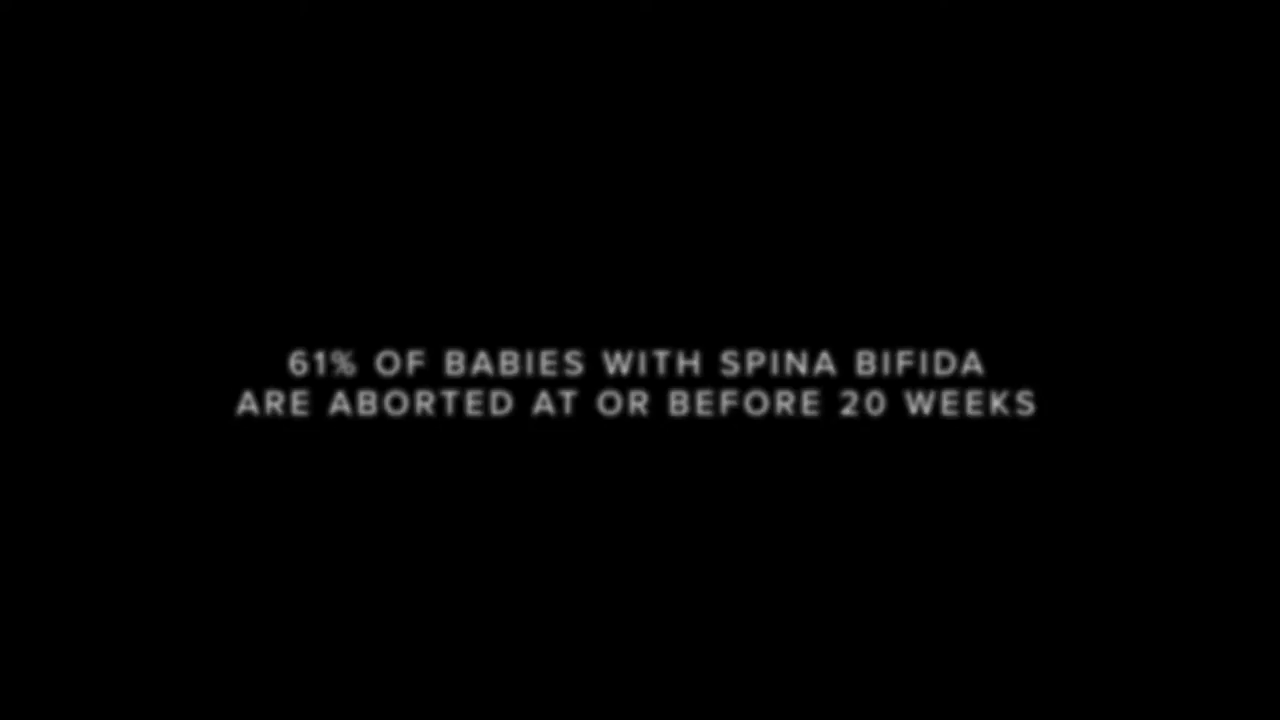 61% OF BABIES WITH SPINA BIFIDA
ARE ABORTED AT OR BEFORE 20 WEEKS